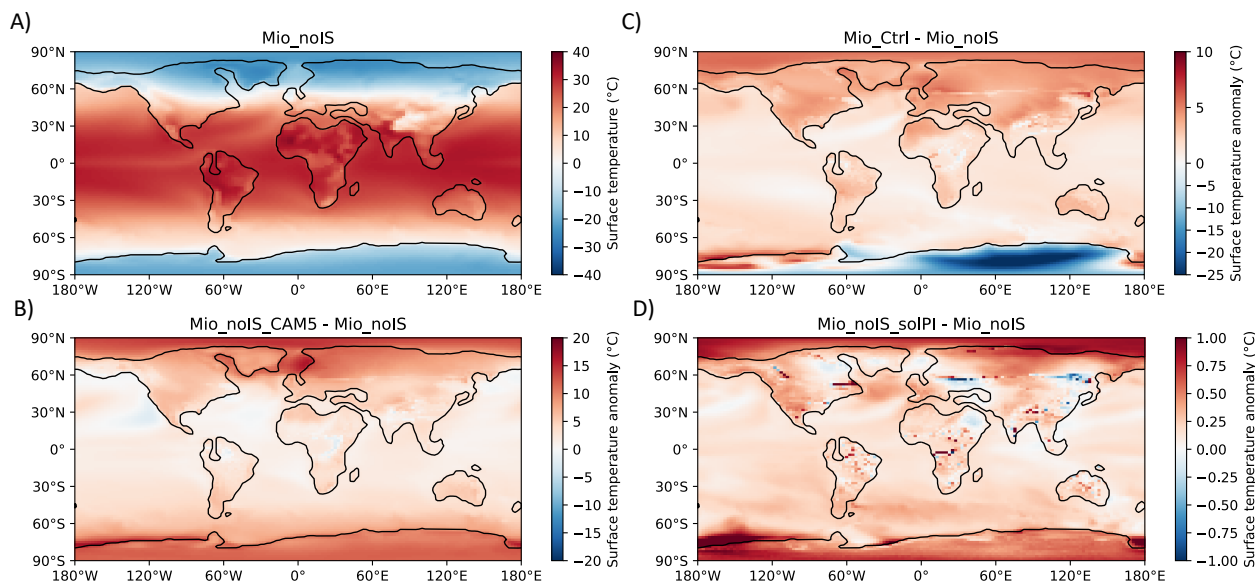 A)
Mio_noIS
90°N
60°N
30°N
0°
30°S
60°S
90°S
180°W
120°W
60°W
0°
60°E
120°E
180°E
40
30
20
10
0
−10
−20
−30
−40
Surface temperature (°C)
C)
Mio_Ctrl - Mio_noIS
90°N
60°N
30°N
0°
30°S
60°S
90°S
180°W
120°W
60°W
0°
60°E
120°E
180°E
10
5
0
−5
−10
−15
−20
−25
Surface temperature anomaly (°C)
B)
Mio_noIS_CAM5 - Mio_noIS
90°N
60°N
30°N
0°
30°S
60°S
90°S
180°W
120°W
60°W
0°
60°E
120°E
180°E
20
15
10
5
0
−5
−10
−15
−20
Surface temperature anomaly (°C)
D)
Mio_noIS_solPI - Mio_noIS
90°N
60°N
30°N
0°
30°S
60°S
90°S
180°W
120°W
60°W
0°
60°E
120°E
180°E
1.00
0.75
0.50
0.25
0.00
−0.25
−0.50
−0.75
−1.00
Surface temperature anomaly (°C)